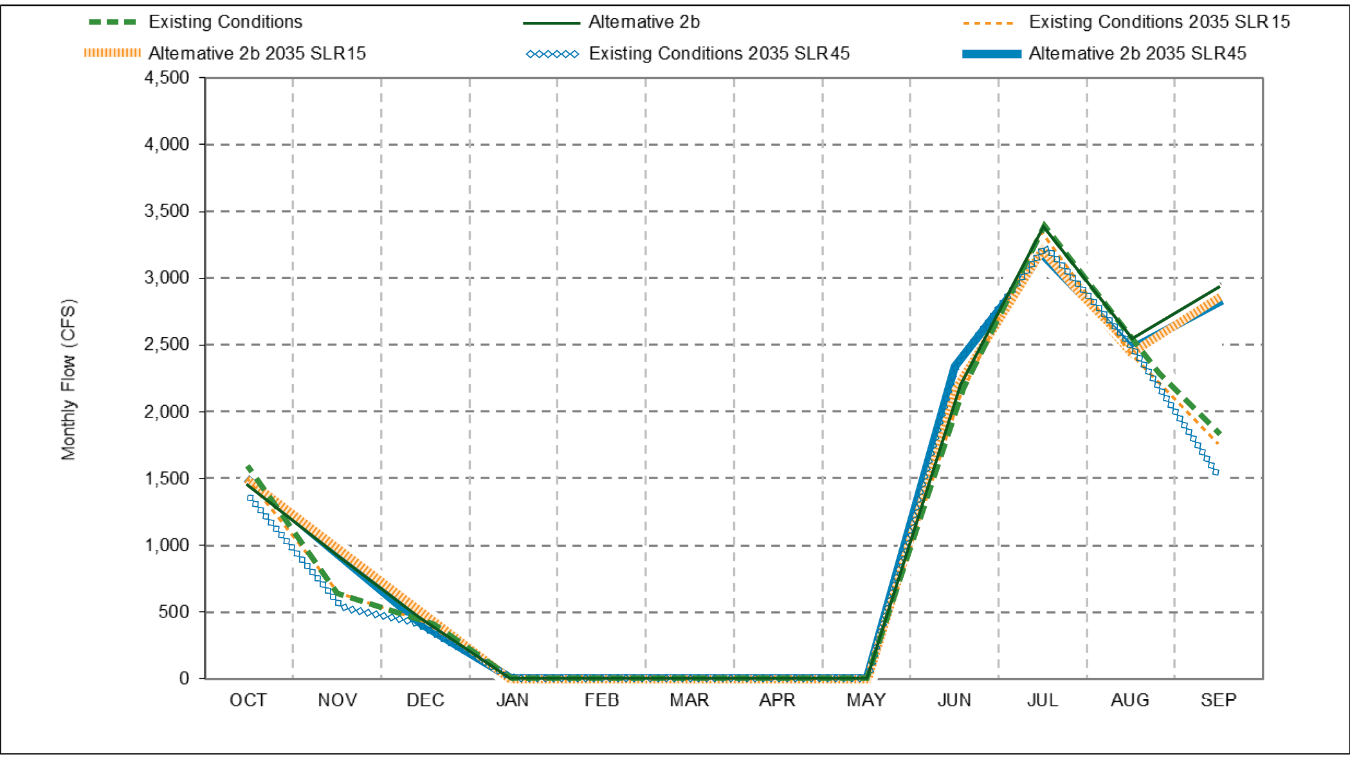 Existing Conditions
Alternative 2b
Existing Conditions 2035 SLR15
Alternative 2b 2035 SLR15
Existing Conditions 2035 SLR45
Alternative 2b 2035 SLR45
4,500
4,000
3,500
3,000
2,500
2,000
1,500
1,000
500
0
Monthly Flow (CFS)
OCT NOV DEC JAN FEB MAR APR MAY JUN JUL AUG SEP